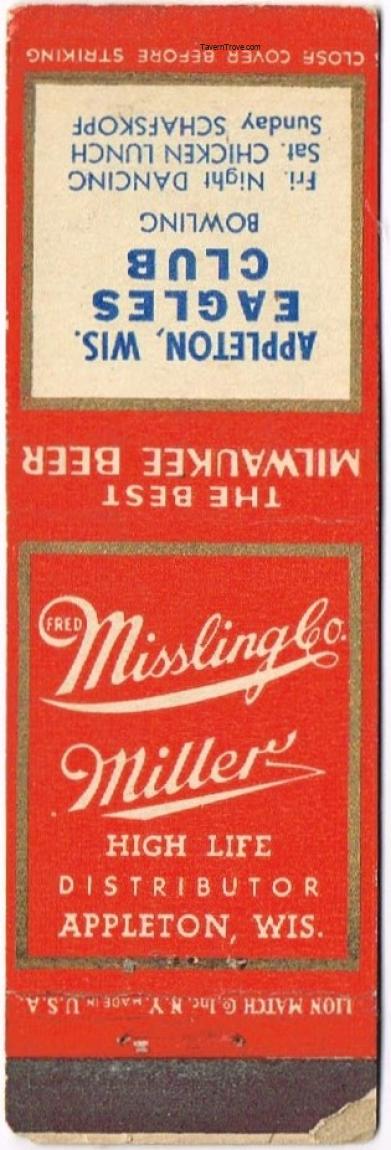 TavernTrove.com
CLOSE COVER BEFORE STRIKING
APPLETON, WIS.
EAGLES
CLUB
BOWLING
Fri. Night DANCING
Sat. CHICKEN LUNCH
Sunday SCHAFSKOPF
THE BEST
MILWAUKEE BEER
FRED Missling Co.
Miller
HIGH LIFE
DISTRIBUTOR
APPLETON, WIS.
LION MATCH Co., Inc. N.Y. MADE IN U.S.A.